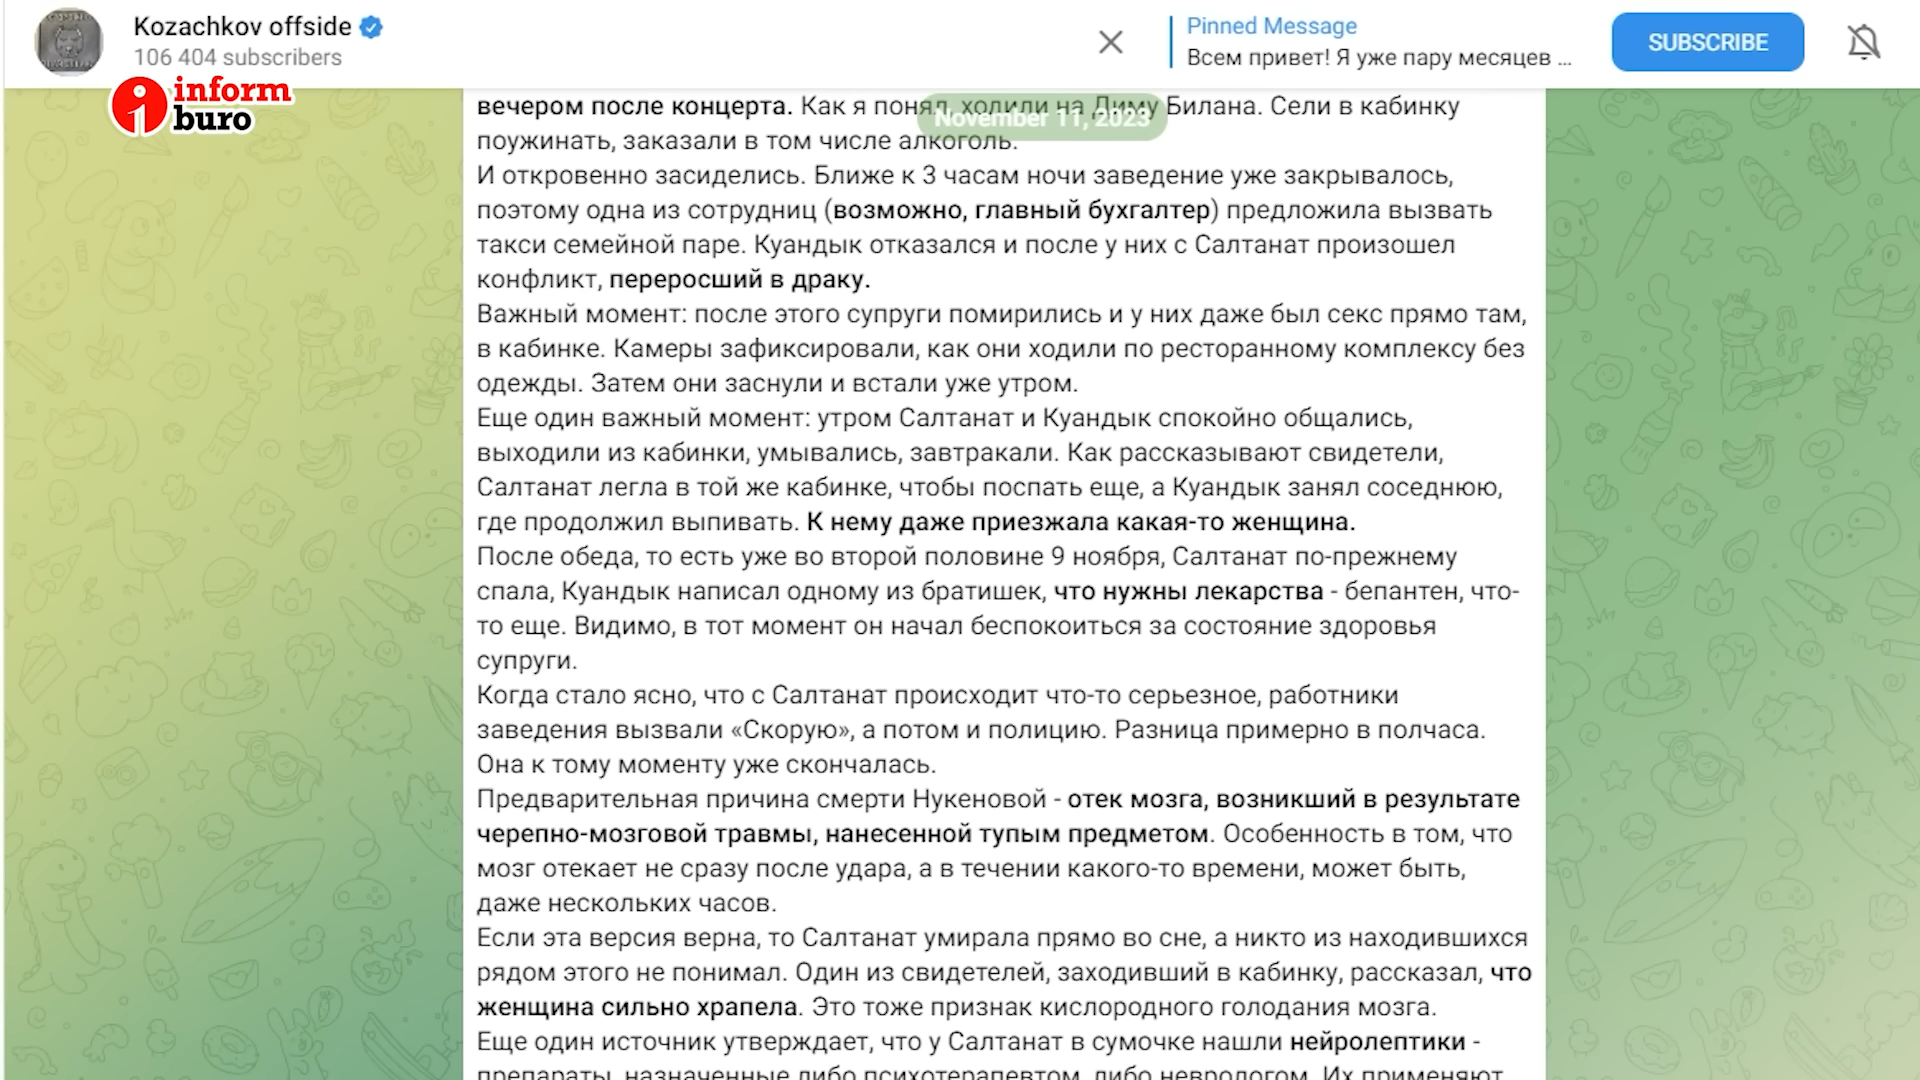 Kozachkov offside
106 404 subscribers
Pinned Message
Всем привет! Я уже пару месяцев ...
SUBSCRIBE
inform
buro
November 11, 2023
вечером после концерта. Как я понял, ходили на Диму Билана. Сели в кабинку
поужинать, заказали в том числе алкоголь.
И откровенно засиделись. Ближе к 3 часам ночи заведение уже закрывалось,
поэтому одна из сотрудниц (возможно, главный бухгалтер) предложила вызвать
такси семейной паре. Куандык отказался и после у них с Салтанат произошел
конфликт, переросший в драку.
Важный момент: после этого супруги помирились и у них даже был секс прямо там,
в кабинке. Камеры зафиксировали, как они ходили по ресторанному комплексу без
одежды. Затем они заснули и встали уже утром.
Еще один важный момент: утром Салтанат и Куандык спокойно общались,
выходили из кабинки, умывались, завтракали. Как рассказывают свидетели,
Салтанат легла в той же кабинке, чтобы поспать еще, а Куандык занял соседнюю,
где продолжил выпивать. К нему даже приезжала какая-то женщина.
После обеда, то есть уже во второй половине 9 ноября, Салтанат по-прежнему
спала, Куандык написал одному из братишек, что нужны лекарства - бепантен, что-
то еще. Видимо, в тот момент он начал беспокоиться за состояние здоровья
супруги.
Когда стало ясно, что с Салтанат происходит что-то серьезное, работники
заведения вызвали «Скорую», а потом и полицию. Разница примерно в полчаса.
Она к тому моменту уже скончалась.
Предварительная причина смерти Нукеновой - отек мозга, возникший в результате
черепно-мозговой травмы, нанесенной тупым предметом. Особенность в том, что
мозг отекает не сразу после удара, а в течении какого-то времени, может быть,
даже нескольких часов.
Если эта версия верна, то Салтанат умирала прямо во сне, а никто из находившихся
рядом этого не понимал. Один из свидетелей, заходивший в кабинку, рассказал, что
женщина сильно храпела. Это тоже признак кислородного голодания мозга.
Еще один источник утверждает, что у Салтанат в сумочке нашли нейролептики -
препараты, назначенные либо психотерапевтом, либо неврологом. Их применяют